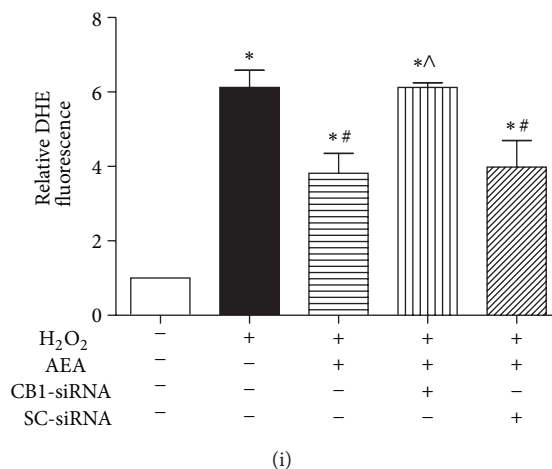 8
6
4
2
0
Relative DHE
fluorescence
*
*#
*^
*#
H₂O₂ − + + + +
AEA − − + + +
CB1-siRNA − − − + −
SC-siRNA − − − − +
(i)